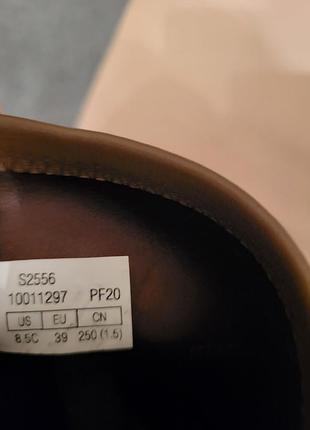 S2556
10011297 PF20
US EU CN
8.5C 39 250 (1.5)